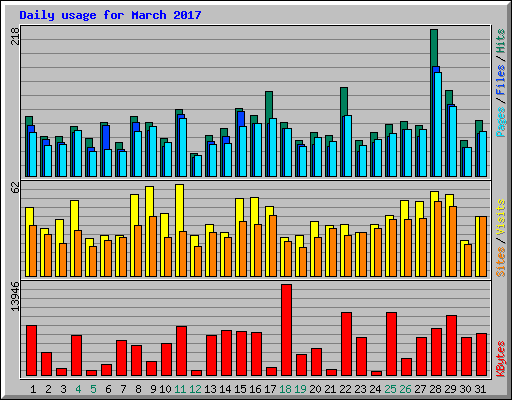 Daily usage for March 2017
218
Pages / Files / Hits
62
Sites / Visits
13946
KBytes
1 2 3 4 5 6 7 8 9 10 11 12 13 14 15 16 17 18 19 20 21 22 23 24 25 26 27 28 29 30 31